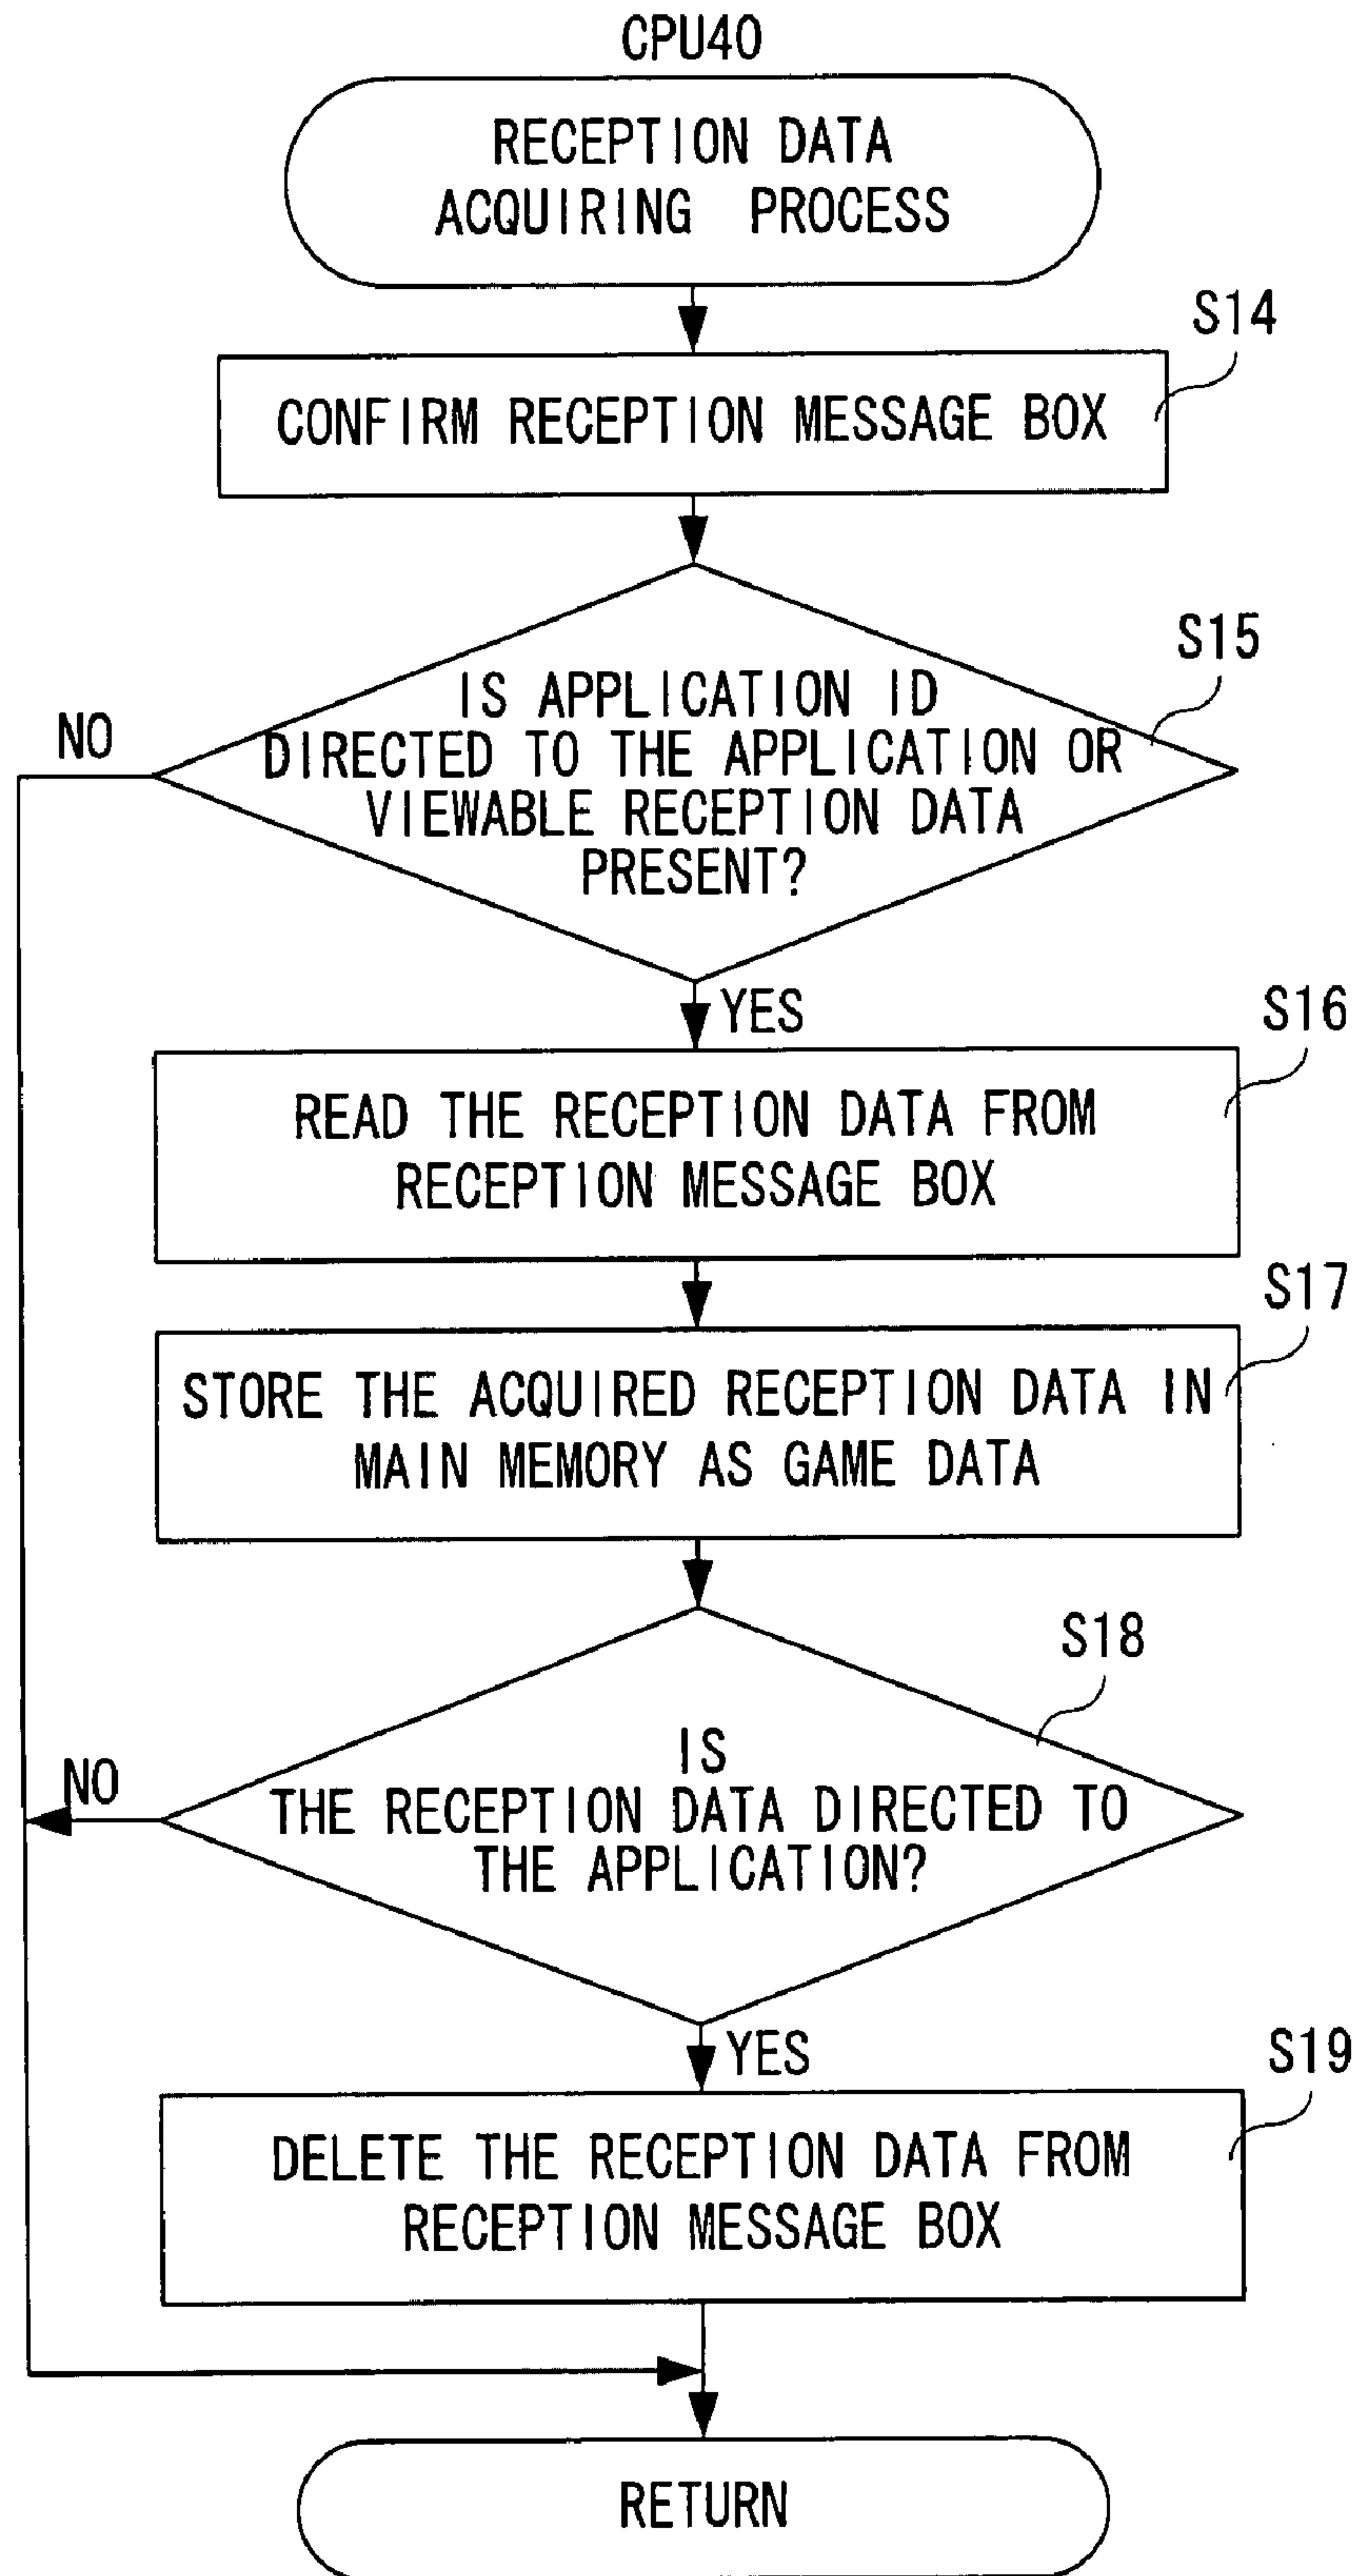 CPU40
RECEPTION DATA
ACQUIRING PROCESS
S14
CONFIRM RECEPTION MESSAGE BOX
S15
IS APPLICATION ID
DIRECTED TO THE APPLICATION OR
VIEWABLE RECEPTION DATA
PRESENT?
NO
YES
S16
READ THE RECEPTION DATA FROM
RECEPTION MESSAGE BOX
S17
STORE THE ACQUIRED RECEPTION DATA IN
MAIN MEMORY AS GAME DATA
S18
IS
THE RECEPTION DATA DIRECTED TO
THE APPLICATION?
NO
YES
S19
DELETE THE RECEPTION DATA FROM
RECEPTION MESSAGE BOX
RETURN